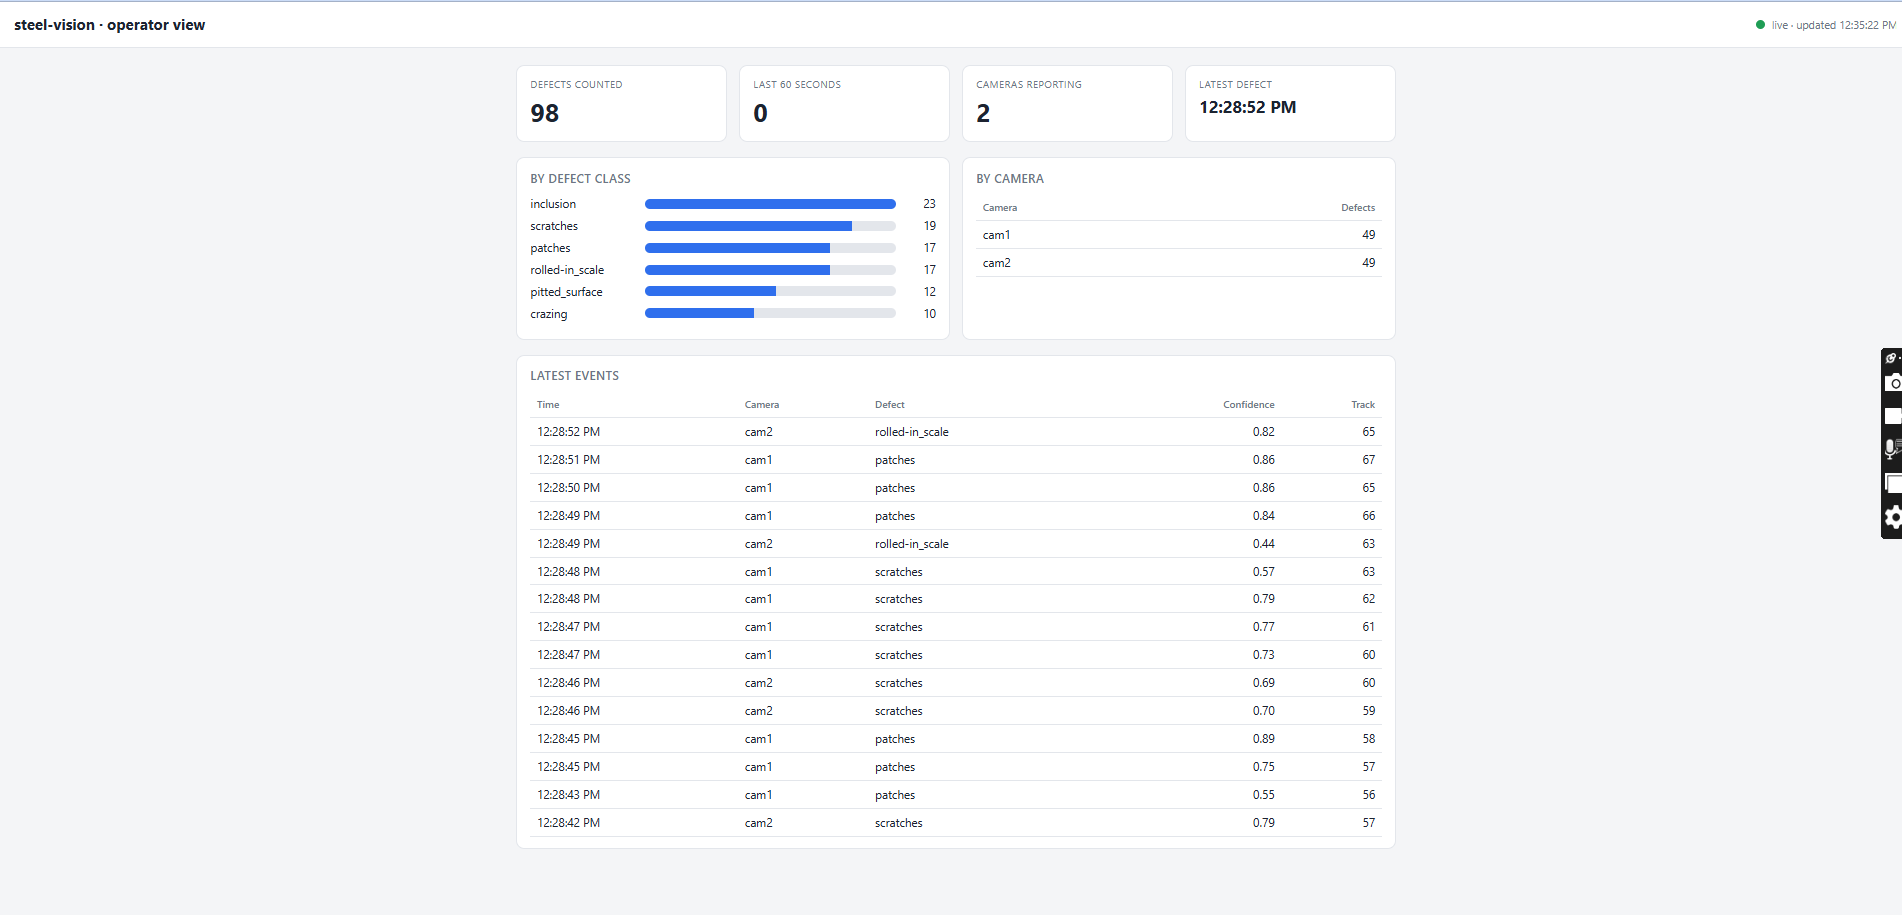 steel-vision · operator view
live · updated 12:35:22 PM
DEFECTS COUNTED
98
LAST 60 SECONDS
0
CAMERAS REPORTING
2
LATEST DEFECT
12:28:52 PM
BY DEFECT CLASS
inclusion 23
scratches 19
patches 17
rolled-in_scale 17
pitted_surface 12
crazing 10
BY CAMERA
Camera Defects
cam1 49
cam2 49
LATEST EVENTS
Time Camera Defect Confidence Track
12:28:52 PM cam2 rolled-in_scale 0.82 65
12:28:51 PM cam1 patches 0.86 67
12:28:50 PM cam1 patches 0.86 65
12:28:49 PM cam1 patches 0.84 66
12:28:49 PM cam2 rolled-in_scale 0.44 63
12:28:48 PM cam1 scratches 0.57 63
12:28:48 PM cam1 scratches 0.79 62
12:28:47 PM cam1 scratches 0.77 61
12:28:47 PM cam1 scratches 0.73 60
12:28:46 PM cam2 scratches 0.69 60
12:28:46 PM cam2 scratches 0.70 59
12:28:45 PM cam1 patches 0.89 58
12:28:45 PM cam1 patches 0.75 57
12:28:43 PM cam1 patches 0.55 56
12:28:42 PM cam2 scratches 0.79 57